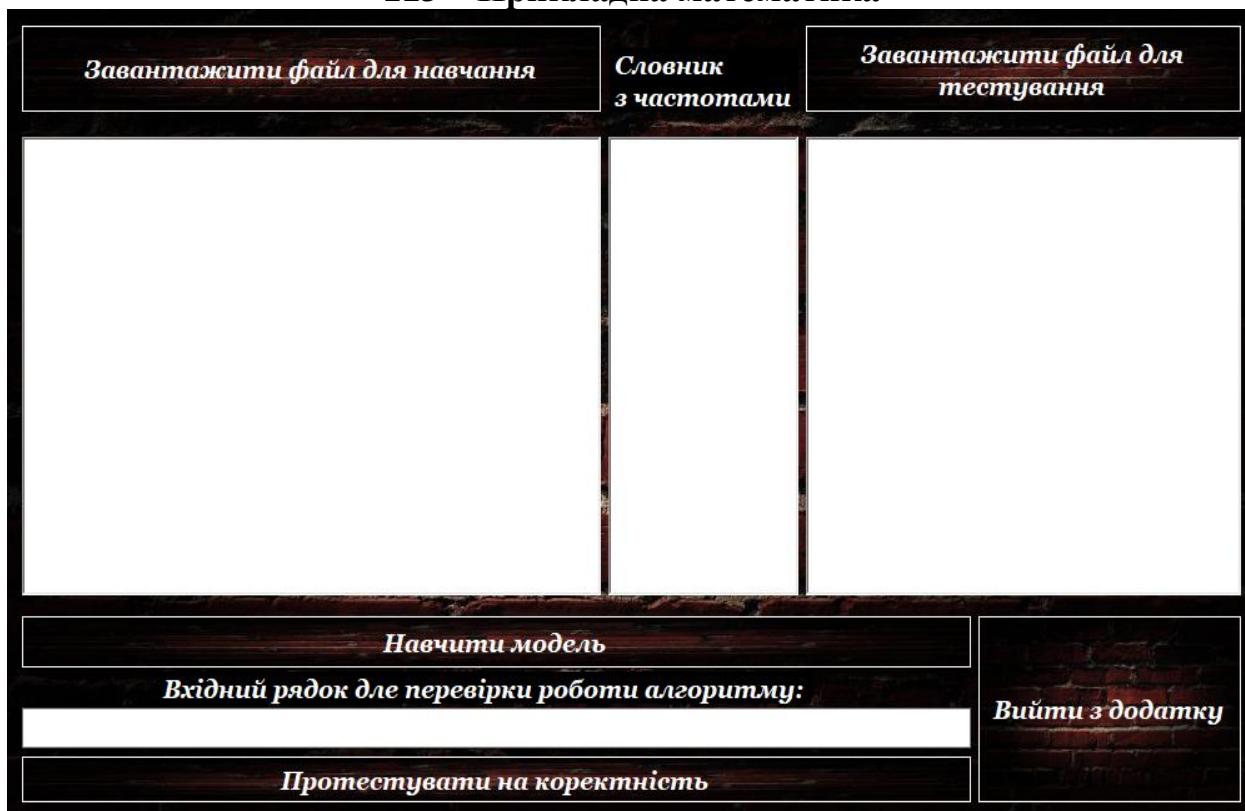 Завантажити файл для навчання
Словник
з частотами
Завантажити файл для
тестування
Навчити модель
Вхідний рядок дле перевірки роботи алгоритму:
Вийти з додатку
Протестувати на коректність